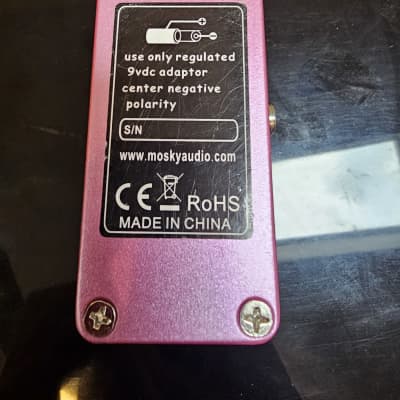 use only regulated
9vdc adaptor
center negative
polarity
S/N
www.moskyaudio.com
CE RoHS
MADE IN CHINA